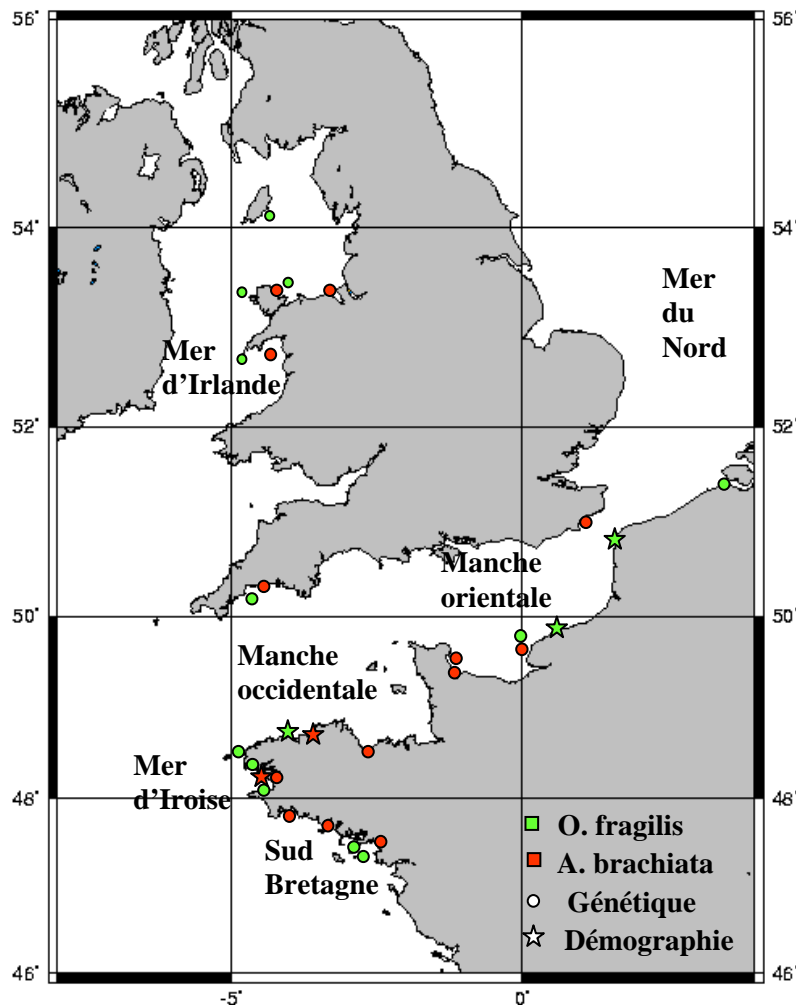 56˚ 56˚
54˚ 54˚
Mer
du
Nord
Mer
d'Irlande
52˚ 52˚
Manche
orientale
50˚ 50˚
Manche
occidentale
Mer
d'Iroise
48˚ 48˚
Sud
Bretagne
O. fragilis
A. brachiata
Génétique
Démographie
46˚ 46˚
-5˚ 0˚